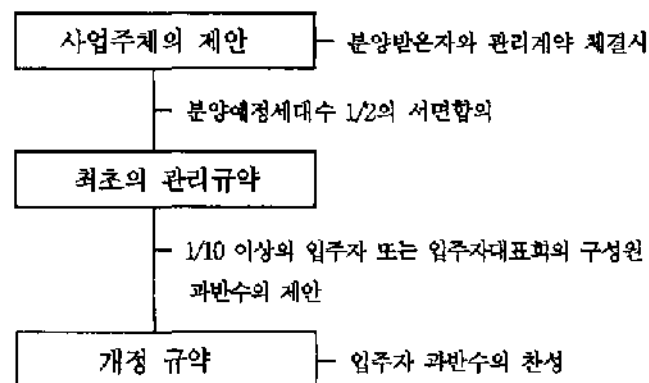 사업주체의 제안
분양받은자와 관리계약 체결시
분양예정세대수 1/2의 서면합의
최초의 관리규약
1/10 이상의 입주자 또는 입주자대표회의 구성원
과반수의 제안
개정 규약
입주자 과반수의 찬성